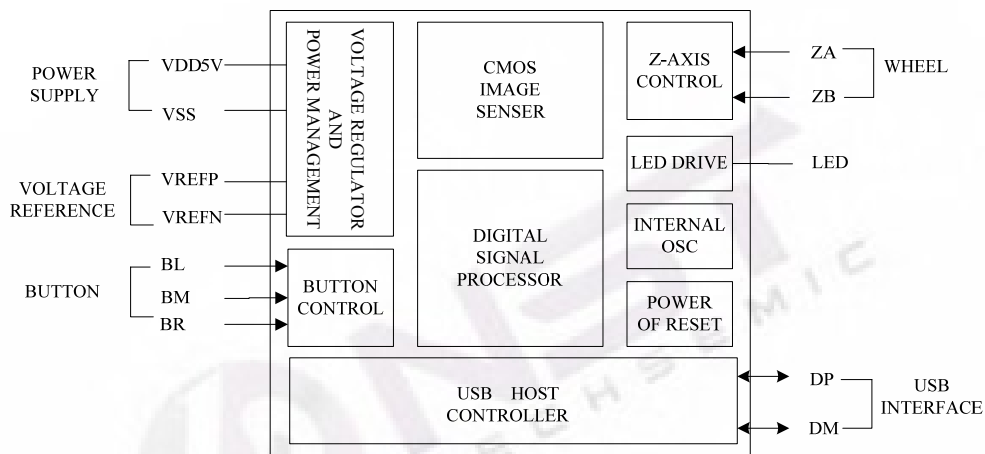 POWER
SUPPLY
VDD5V
VSS
VOLTAGE
REFERENCE
VREFP
VREFN
BUTTON
BL
BM
BR
VOLTAGE REGULATOR
AND
POWER MANAGEMENT
BUTTON
CONTROL
CMOS
IMAGE
SENSER
DIGITAL
SIGNAL
PROCESSOR
Z-AXIS
CONTROL
LED DRIVE
INTERNAL
OSC
POWER
OF RESET
USB HOST
CONTROLLER
ZA
ZB
WHEEL
LED
DP
DM
USB
INTERFACE